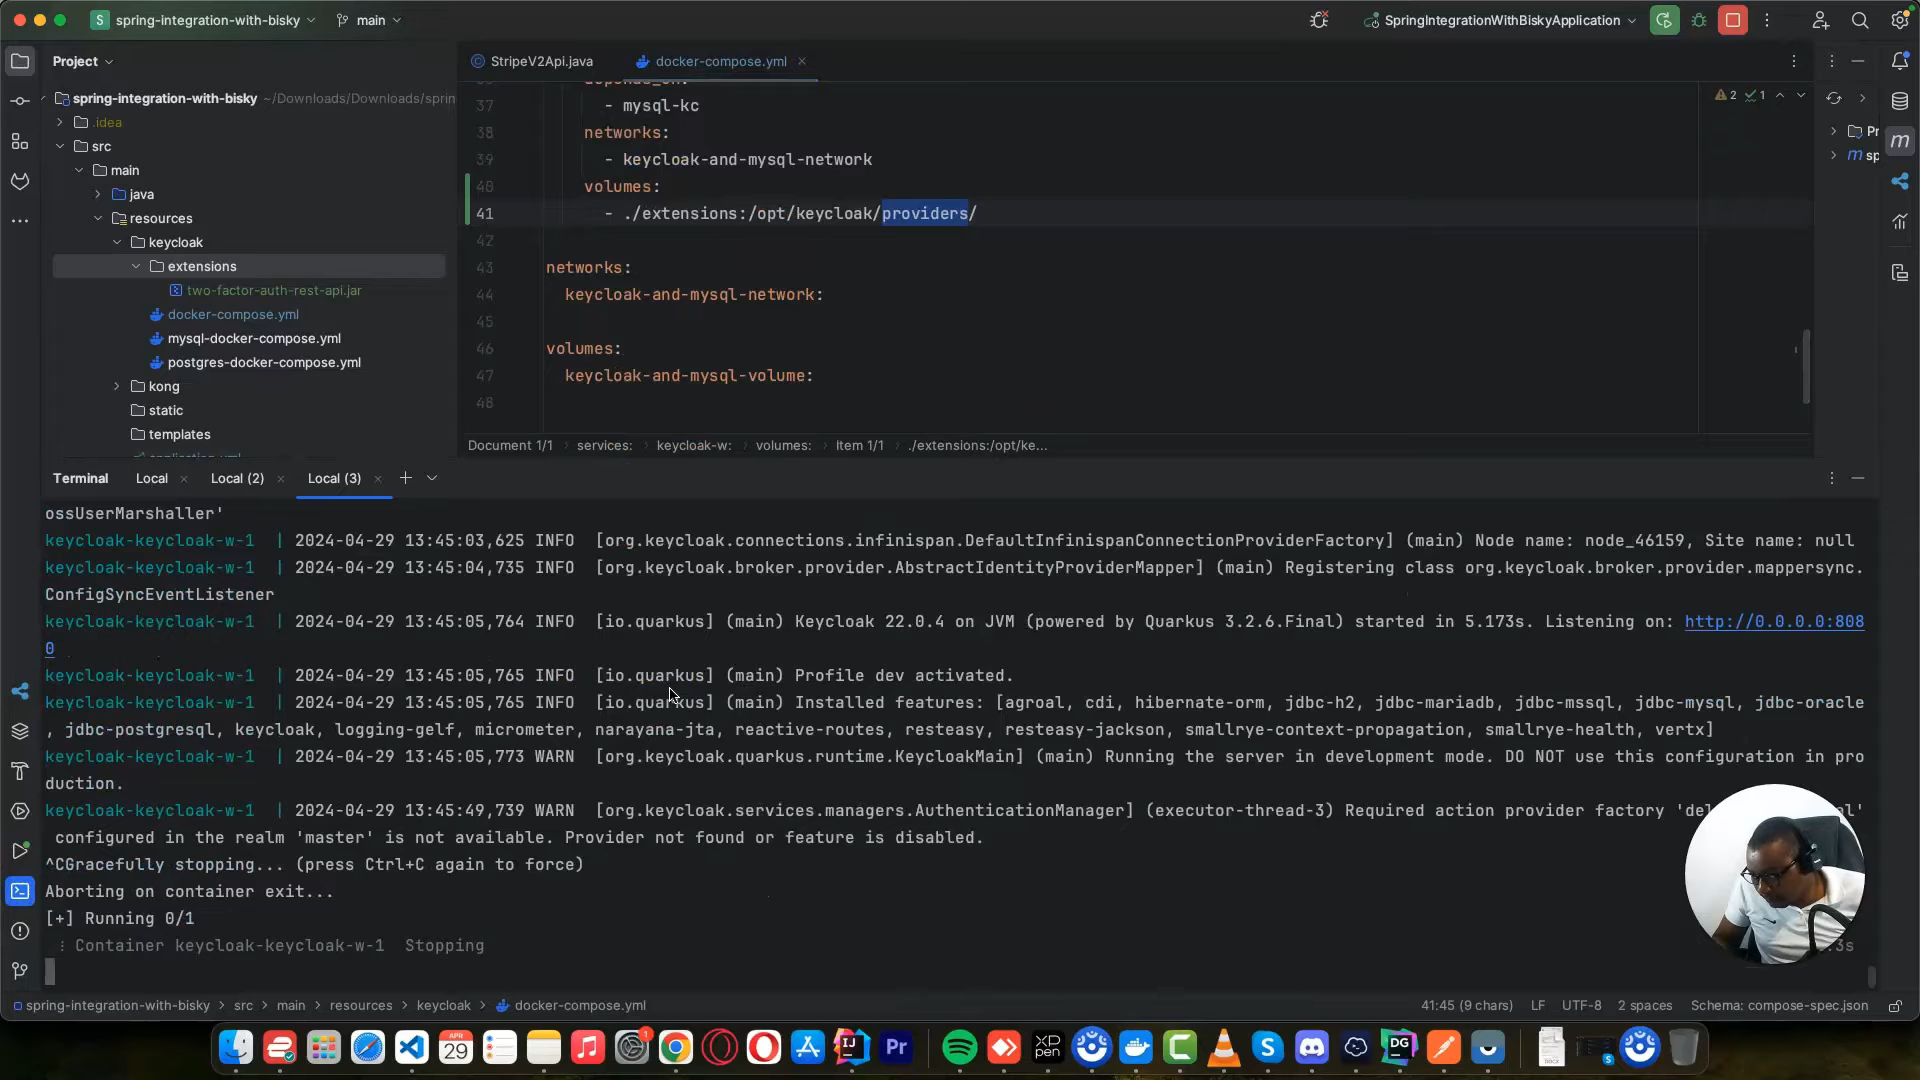 S spring-integration-with-bisky main SpringIntegrationWithBiskyApplication
Project
StripeV2Api.java docker-compose.yml
spring-integration-with-bisky ~/Downloads/Downloads/sprin
.idea
src
main
java
resources
keycloak
extensions
two-factor-auth-rest-api.jar
docker-compose.yml
mysql-docker-compose.yml
postgres-docker-compose.yml
kong
static
templates
application.yml
2 1
37 - mysql-kc
38 networks:
39 - keycloak-and-mysql-network
40 volumes:
41 - ./extensions:/opt/keycloak/providers/
42
43 networks:
44 keycloak-and-mysql-network:
45
46 volumes:
47 keycloak-and-mysql-volume:
48
Pr
m sp
Document 1/1 services: keycloak-w: volumes: Item 1/1 ./extensions:/opt/ke...
Terminal Local Local (2) Local (3)
ossUserMarshaller'
keycloak-keycloak-w-1 | 2024-04-29 13:45:03,625 INFO [org.keycloak.connections.infinispan.DefaultInfinispanConnectionProviderFactory] (main) Node name: node_46159, Site name: null
keycloak-keycloak-w-1 | 2024-04-29 13:45:04,735 INFO [org.keycloak.broker.provider.AbstractIdentityProviderMapper] (main) Registering class org.keycloak.broker.provider.mappersync.
ConfigSyncEventListener
keycloak-keycloak-w-1 | 2024-04-29 13:45:05,764 INFO [io.quarkus] (main) Keycloak 22.0.4 on JVM (powered by Quarkus 3.2.6.Final) started in 5.173s. Listening on: http://0.0.0.0:808
0
keycloak-keycloak-w-1 | 2024-04-29 13:45:05,765 INFO [io.quarkus] (main) Profile dev activated.
keycloak-keycloak-w-1 | 2024-04-29 13:45:05,765 INFO [io.quarkus] (main) Installed features: [agroal, cdi, hibernate-orm, jdbc-h2, jdbc-mariadb, jdbc-mssql, jdbc-mysql, jdbc-oracle
, jdbc-postgresql, keycloak, logging-gelf, micrometer, narayana-jta, reactive-routes, resteasy, resteasy-jackson, smallrye-context-propagation, smallrye-health, vertx]
keycloak-keycloak-w-1 | 2024-04-29 13:45:05,773 WARN [org.keycloak.quarkus.runtime.KeycloakMain] (main) Running the server in development mode. DO NOT use this configuration in pro
duction.
keycloak-keycloak-w-1 | 2024-04-29 13:45:49,739 WARN [org.keycloak.services.managers.AuthenticationManager] (executor-thread-3) Required action provider factory
configured in the realm 'master' is not available. Provider not found or feature is disabled.
^CGracefully stopping... (press Ctrl+C again to force)
Aborting on container exit...
[+] Running 0/1
Container keycloak-keycloak-w-1 Stopping
spring-integration-with-bisky src main resources keycloak docker-compose.yml 41:45 (9 chars) LF UTF-8 2 spaces Schema: compose-spec.json
APR 29 1 IJ Pr XP pen DG DOCX